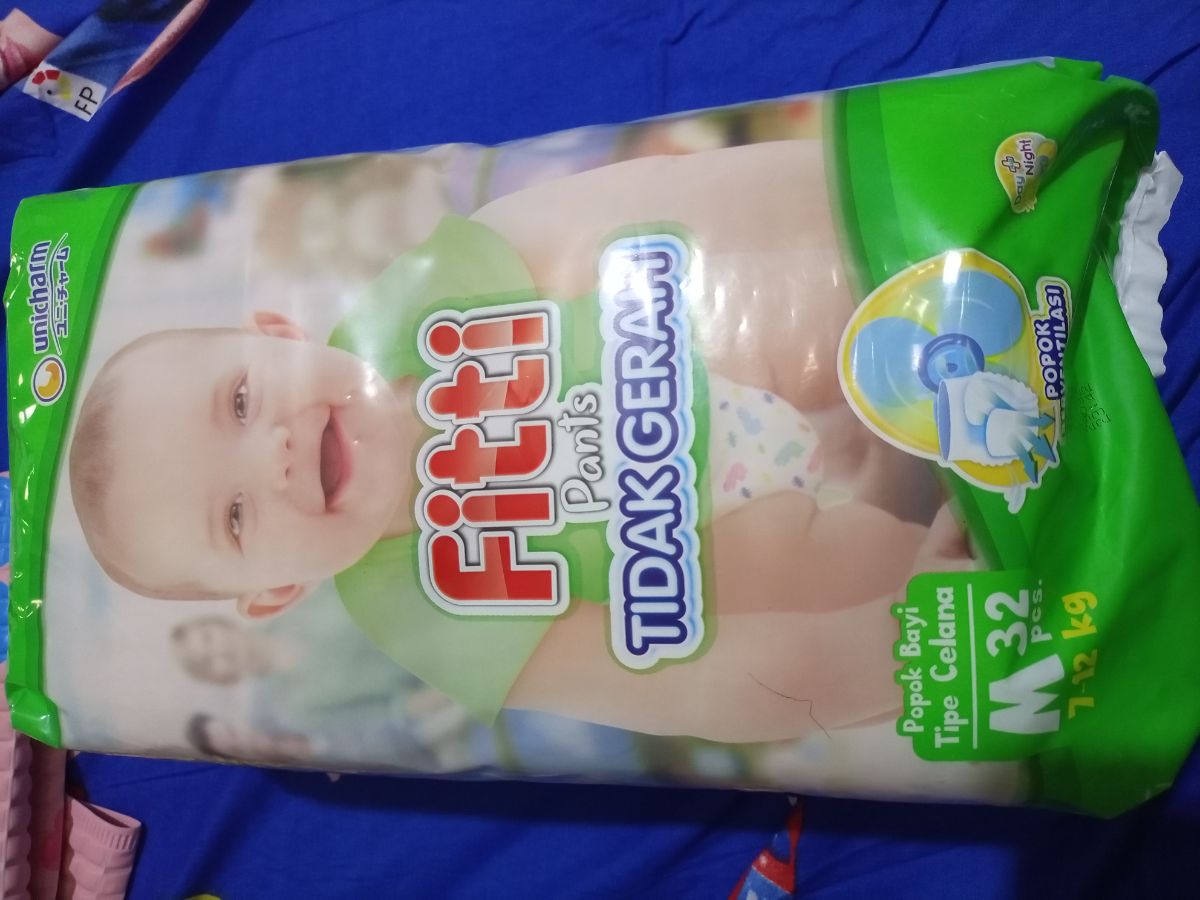 unicharm
ユニ・チャーム
Fitti
Pants
TIDAK GERAH
Day + Night
POPOK
Popok Bayi
Tipe Celana
M 32
pcs.
7-12 kg
FP